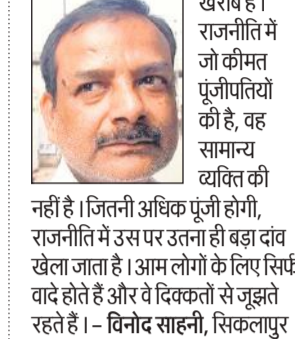 खराब है।
राजनीति में
जो कीमत
पूंजीपतियों
की है, वह
सामान्य
व्यक्ति की
नहीं है। जितनी अधिक पूंजी होगी,
राजनीति में उस पर उतना ही बड़ा दांव
खेला जाता है। आम लोगों के लिए सिर्फ
वादे होते हैं और वे दिक्कतों से जूझते
रहते हैं। – विनोद साहनी, सिकलापुर